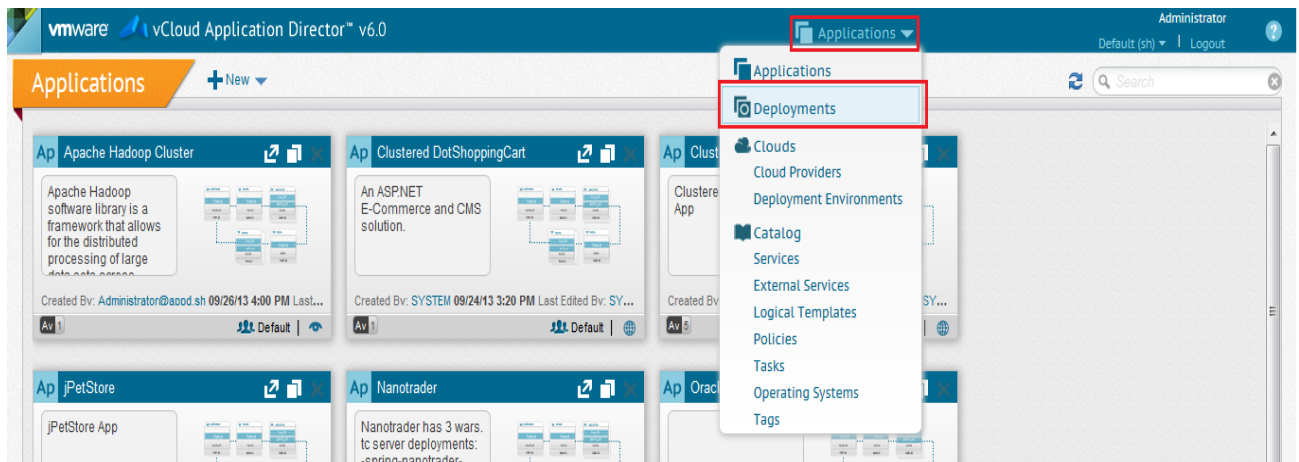 vmware vCloud Application Director™ v6.0
Applications
Administrator
Default (sh) | Logout
?
Applications
New
Search
Applications
Deployments
Clouds
Cloud Providers
Deployment Environments
Catalog
Services
External Services
Logical Templates
Policies
Tasks
Operating Systems
Tags
Ap Apache Hadoop Cluster
Apache Hadoop
software library is a
framework that allows
for the distributed
processing of large
data sets across
Created By: Administrator@appd.sh 09/26/13 4:00 PM Last...
Av 1
Default |
Ap Clustered DotShoppingCart
An ASP.NET
E-Commerce and CMS
solution.
Created By: SYSTEM 09/24/13 3:20 PM Last Edited By: SY...
Av 1
Default |
Ap Clust
Clustere
App
Created By
SY...
Av 5
Ap jPetStore
jPetStore App
Ap Nanotrader
Nanotrader has 3 wars.
tc server deployments:
-spring-nanotrader-
Ap Orac